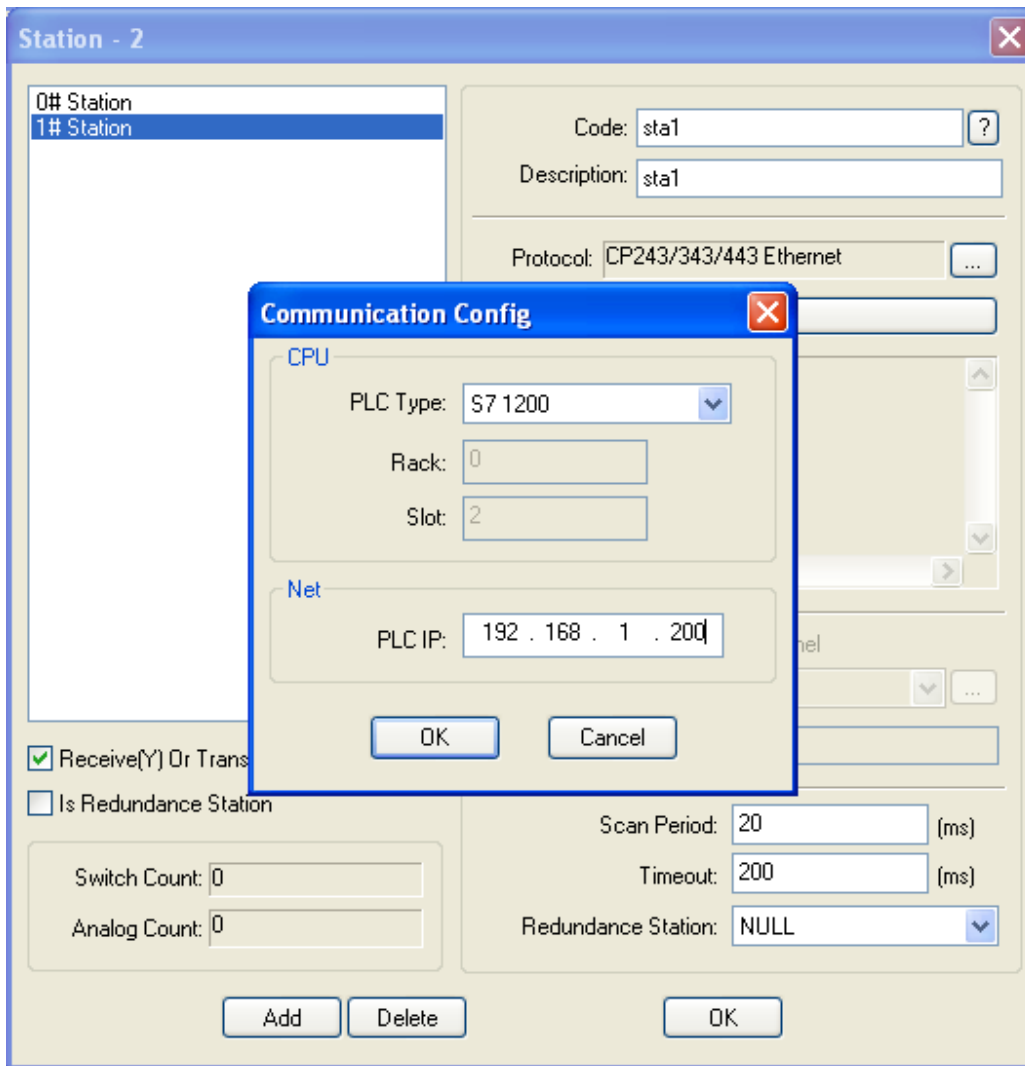 Station - 2
0# Station
1# Station
Code: sta1 ?
Description: sta1
Protocol: CP243/343/443 Ethernet ...
Communication Config
CPU
PLC Type: S7 1200
Rack: 0
Slot: 2
Net
PLC IP: 192 . 168 . 1 . 200
OK Cancel
nel
...
Receive(Y) Or Trans
Is Redundance Station
Switch Count: 0
Analog Count: 0
Scan Period: 20 (ms)
Timeout: 200 (ms)
Redundance Station: NULL
Add Delete OK